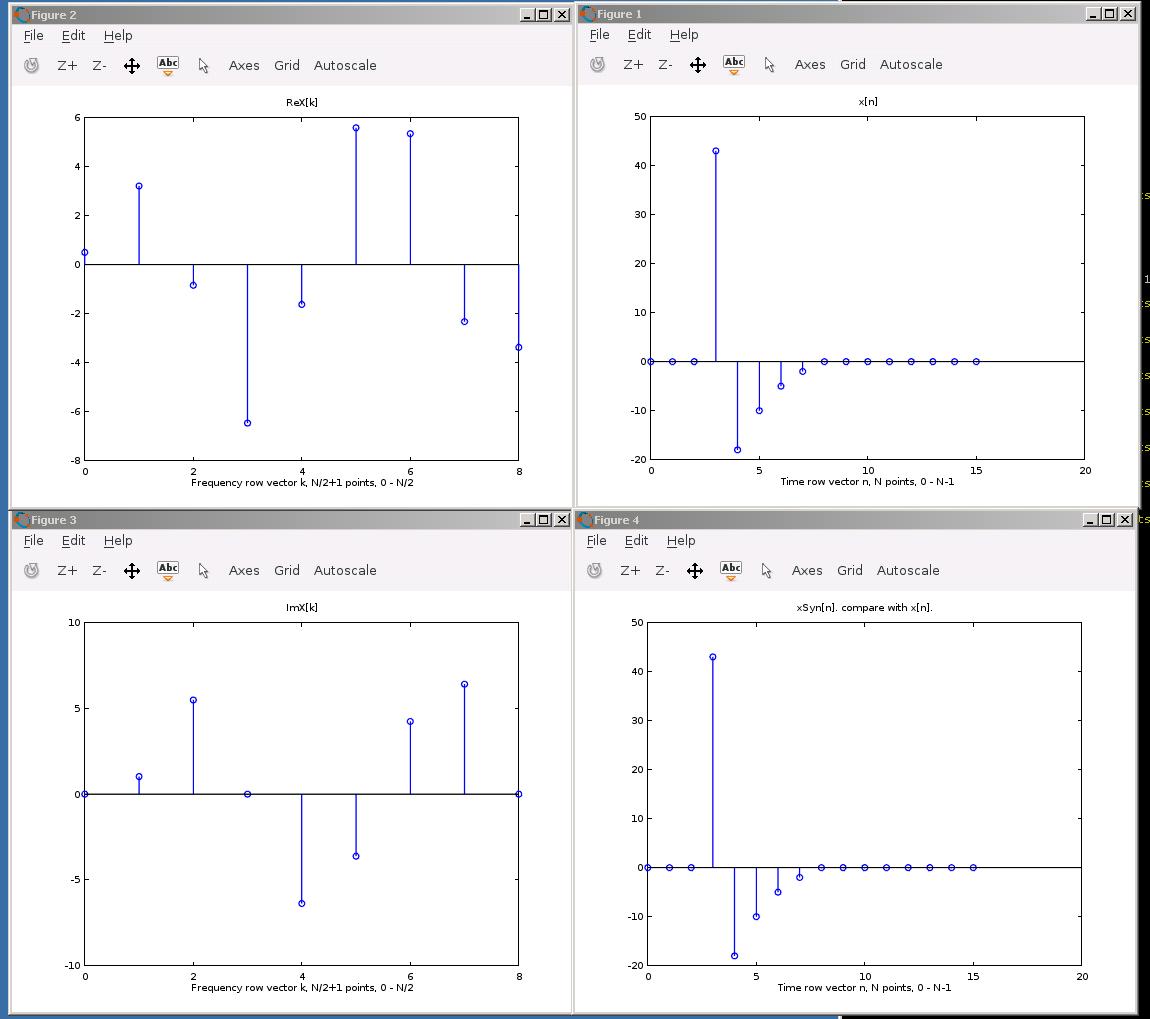 Figure 2
File Edit Help
Z+ Z- Abc Axes Grid Autoscale
ReX[k]
6
4
2
0
-2
-4
-6
-8
0 2 4 6 8
Frequency row vector k, N/2+1 points, 0 - N/2
Figure 1
File Edit Help
Z+ Z- Abc Axes Grid Autoscale
x[n]
50
40
30
20
10
0
-10
-20
0 5 10 15 20
Time row vector n, N points, 0 - N-1
Figure 3
File Edit Help
Z+ Z- Abc Axes Grid Autoscale
ImX[k]
10
5
0
-5
-10
0 2 4 6 8
Frequency row vector k, N/2+1 points, 0 - N/2
Figure 4
File Edit Help
Z+ Z- Abc Axes Grid Autoscale
xSyn[n]. compare with x[n].
50
40
30
20
10
0
-10
-20
0 5 10 15 20
Time row vector n, N points, 0 - N-1